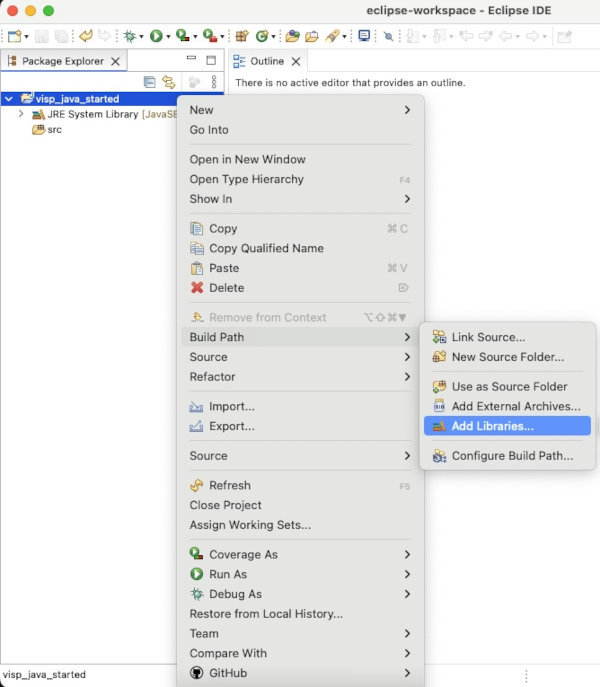 eclipse-workspace - Eclipse IDE
Package Explorer
Outline
There is no active editor that provides an outline.
visp_java_started
JRE System Library [JavaSE
src
New
Go Into
Open in New Window
Open Type Hierarchy F4
Show In
Copy ⌘C
Copy Qualified Name
Paste ⌘V
Delete ⌦
Remove from Context ⌥⇧⌘▼
Build Path
Source
Refactor
Import...
Export...
Source
Refresh F5
Close Project
Assign Working Sets...
Coverage As
Run As
Debug As
Restore from Local History...
Team
Compare With
GitHub
Link Source...
New Source Folder...
Use as Source Folder
Add External Archives...
Add Libraries...
Configure Build Path...
visp_java_started